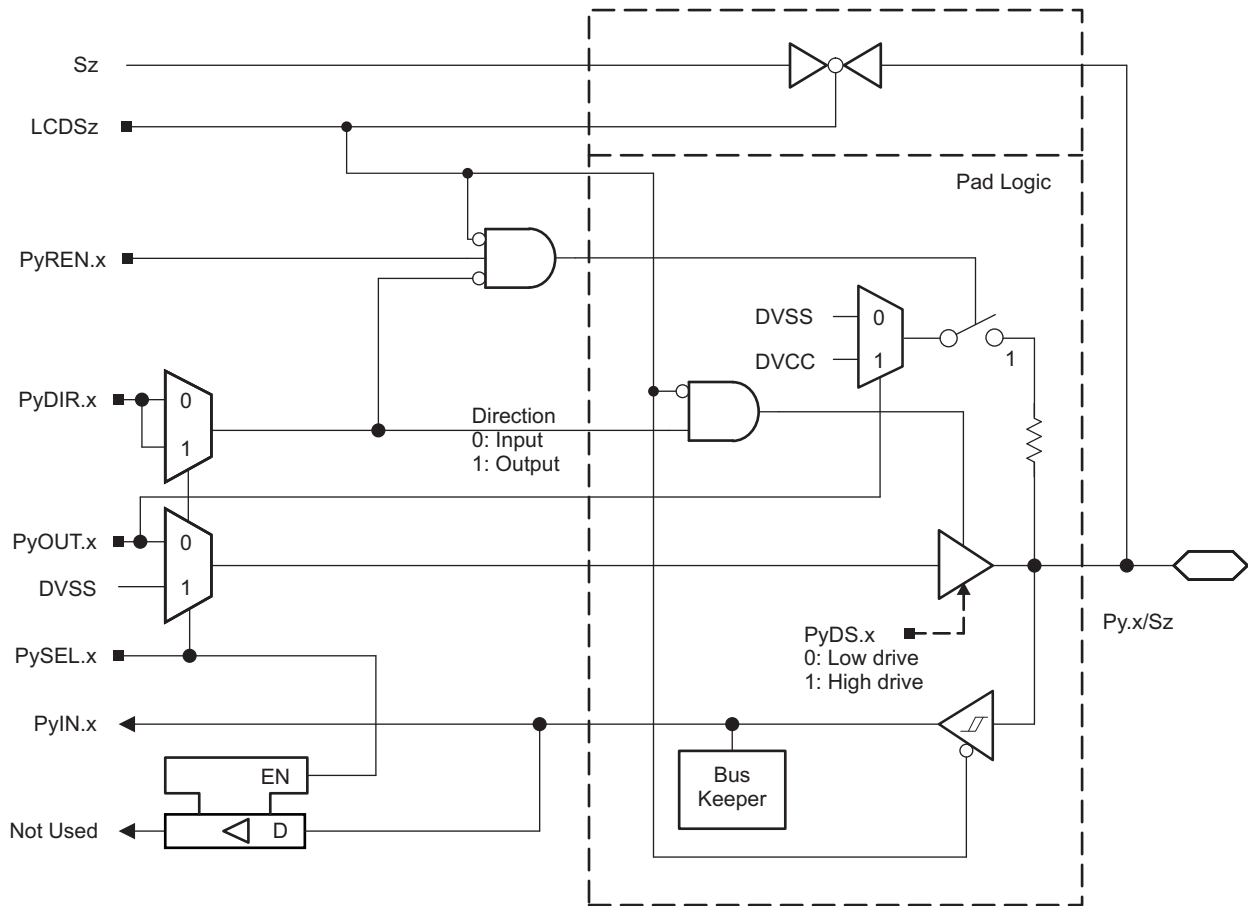 Sz
LCDSz
Pad Logic
PyREN.x
DVSS
0
DVCC
1
1
PyDIR.x
0
1
Direction
0: Input
1: Output
PyOUT.x
0
DVSS
1
PyDS.x
0: Low drive
1: High drive
Py.x/Sz
PySEL.x
PyIN.x
EN
Bus
Keeper
Not Used
D